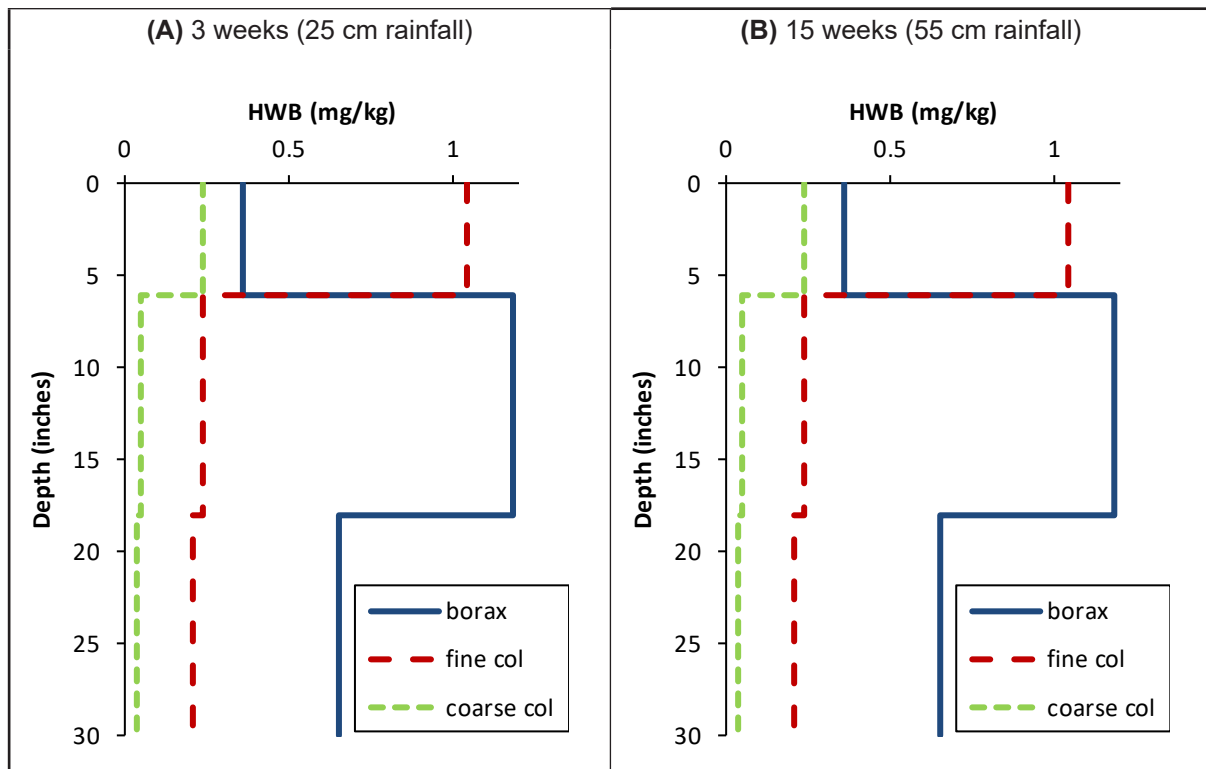 (A) 3 weeks (25 cm rainfall)
HWB (mg/kg)
0 0.5 1
0
5
10
15
20
25
30
Depth (inches)
borax
fine col
coarse col
(B) 15 weeks (55 cm rainfall)
HWB (mg/kg)
0 0.5 1
0
5
10
15
20
25
30
Depth (inches)
borax
fine col
coarse col